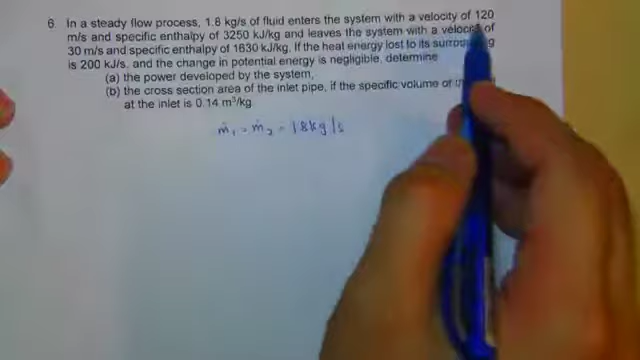 6. In a steady flow process, 1.8 kg/s of fluid enters the system with a velocity of 120
m/s and specific enthalpy of 3250 kJ/kg and leaves the system with a velocity of
30 m/s and specific enthalpy of 1630 kJ/kg. If the heat energy lost to its
is 200 kJ/s, and the change in potential energy is negligible, determine
(a) the power developed by the system,
(b) the cross section area of the inlet pipe, if the specific volume of
at the inlet is 0.14 m³/kg.
ṁ₁ = ṁ₂ = 1.8 kg/s